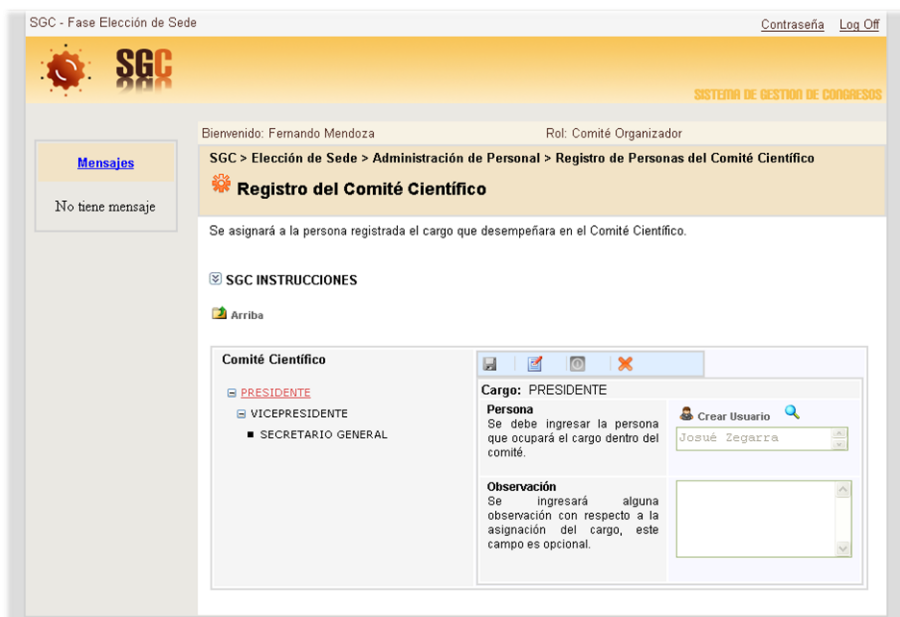 SGC - Fase Elección de Sede
Contraseña Log Off
SGC
SISTEMA DE GESTION DE CONGRESOS
Bienvenido: Fernando Mendoza
Rol: Comité Organizador
Mensajes
No tiene mensaje
SGC > Elección de Sede > Administración de Personal > Registro de Personas del Comité Científico
Registro del Comité Científico
Se asignará a la persona registrada el cargo que desempeñara en el Comité Científico.
SGC INSTRUCCIONES
Arriba
Comité Científico
PRESIDENTE
VICEPRESIDENTE
SECRETARIO GENERAL
Cargo: PRESIDENTE
Persona
Se debe ingresar la persona
que ocupará el cargo dentro del
comité.
Crear Usuario
Josué Zegarra
Observación
Se ingresará alguna
observación con respecto a la
asignación del cargo, este
campo es opcional.